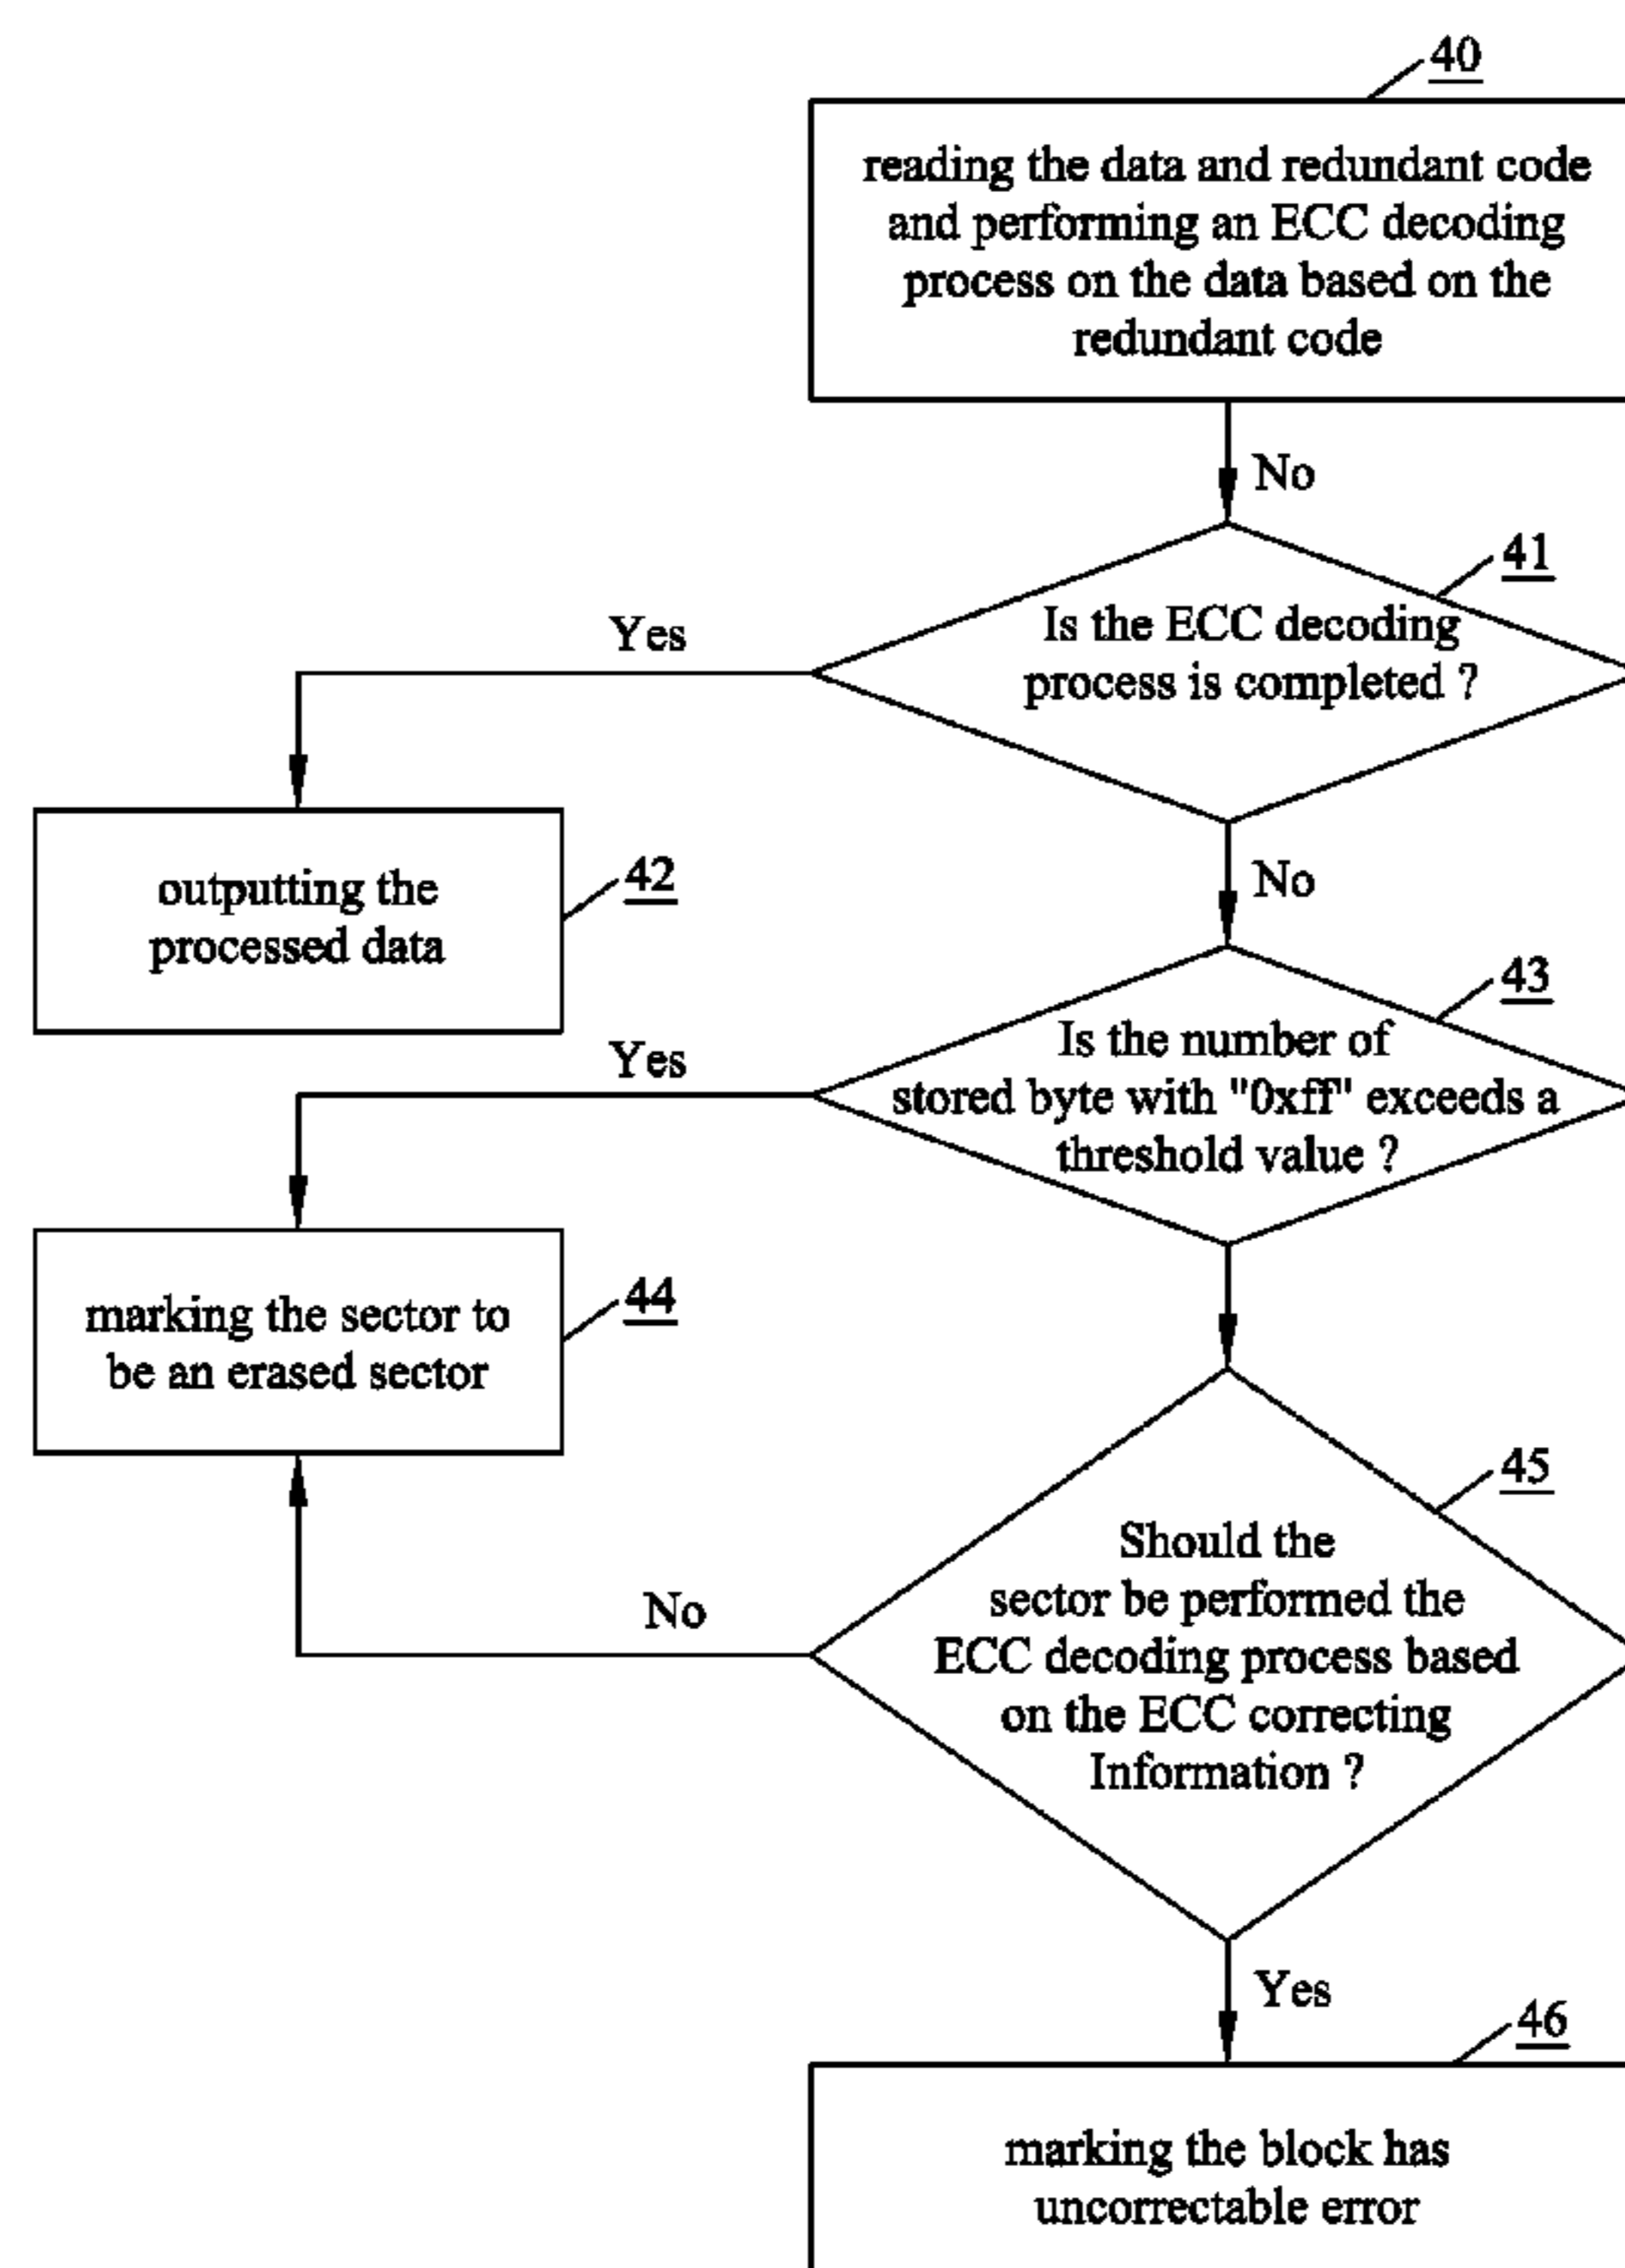 40
reading the data and redundant code
and performing an ECC decoding
process on the data based on the
redundant code
No
41
Is the ECC decoding
process is completed ?
Yes
42
outputting the
processed data
No
43
Is the number of
stored byte with "0xff" exceeds a
threshold value ?
Yes
44
marking the sector to
be an erased sector
45
Should the
sector be performed the
ECC decoding process based
on the ECC correcting
Information ?
No
Yes
46
marking the block has
uncorrectable error